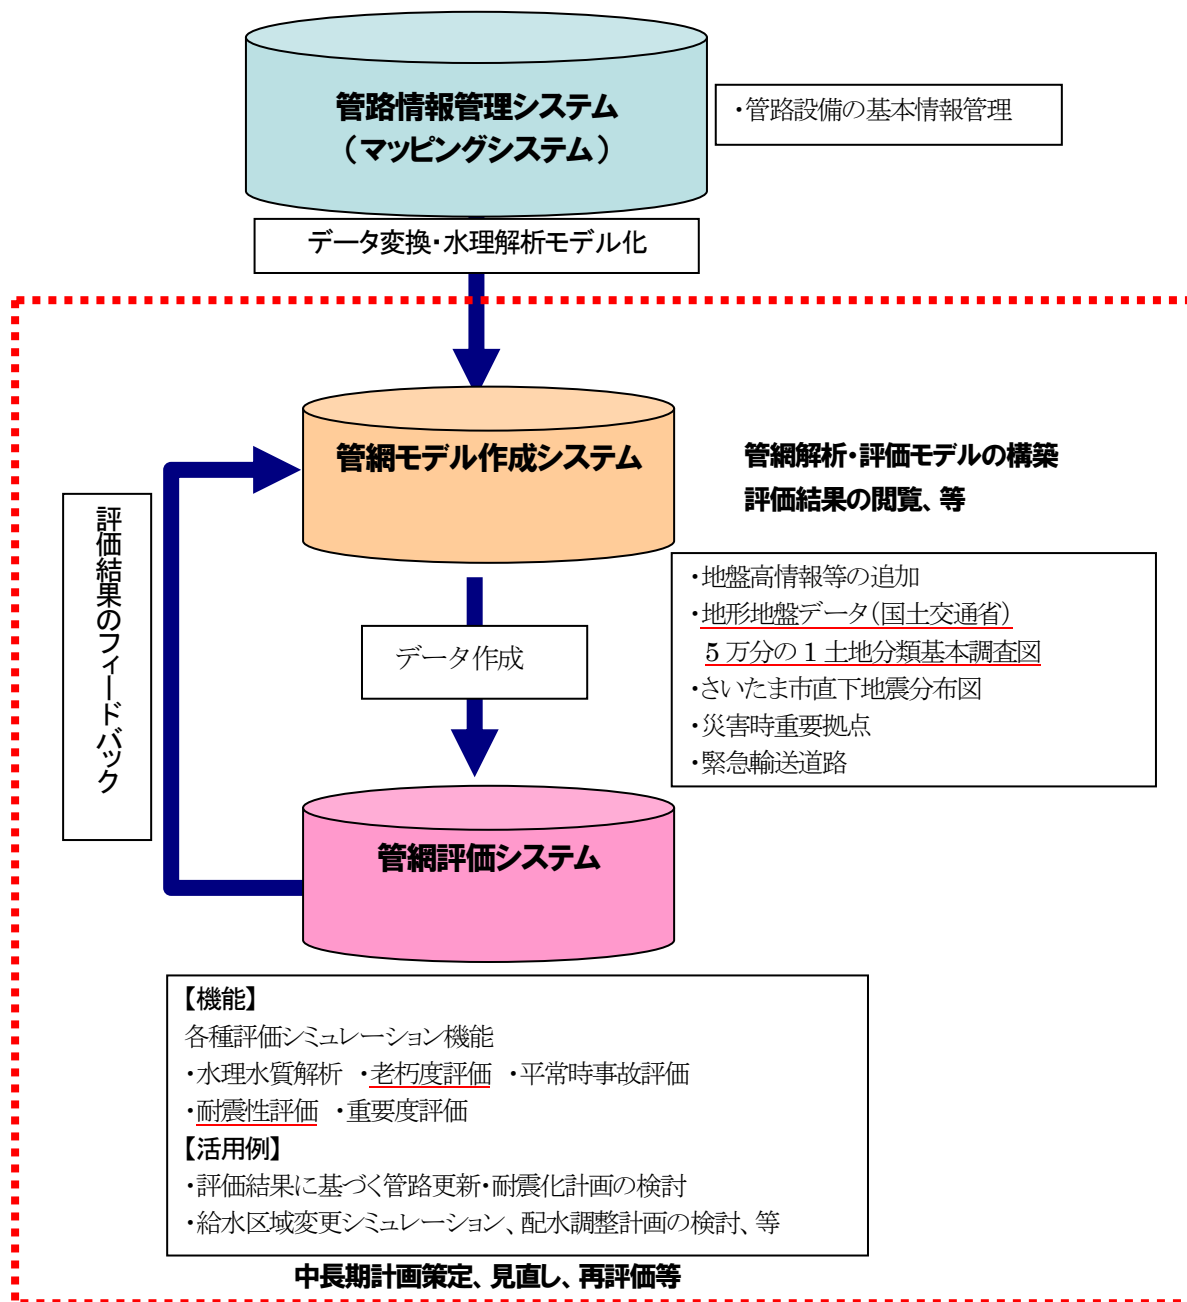 管路情報管理システム
（マッピングシステム）
・管路設備の基本情報管理
データ変換・水理解析モデル化
管網モデル作成システム
管網解析・評価モデルの構築
評価結果の閲覧、等
評価結果のフィードバック
・地盤高情報等の追加
・地形地盤データ（国土交通省）
5 万分の 1 土地分類基本調査図
・さいたま市直下地震分布図
・災害時重要拠点
・緊急輸送道路
データ作成
管網評価システム
【機能】
各種評価シミュレーション機能
・水理水質解析 ・老朽度評価 ・平常時事故評価
・耐震性評価 ・重要度評価
【活用例】
・評価結果に基づく管路更新・耐震化計画の検討
・給水区域変更シミュレーション、配水調整計画の検討、等
中長期計画策定、見直し、再評価等